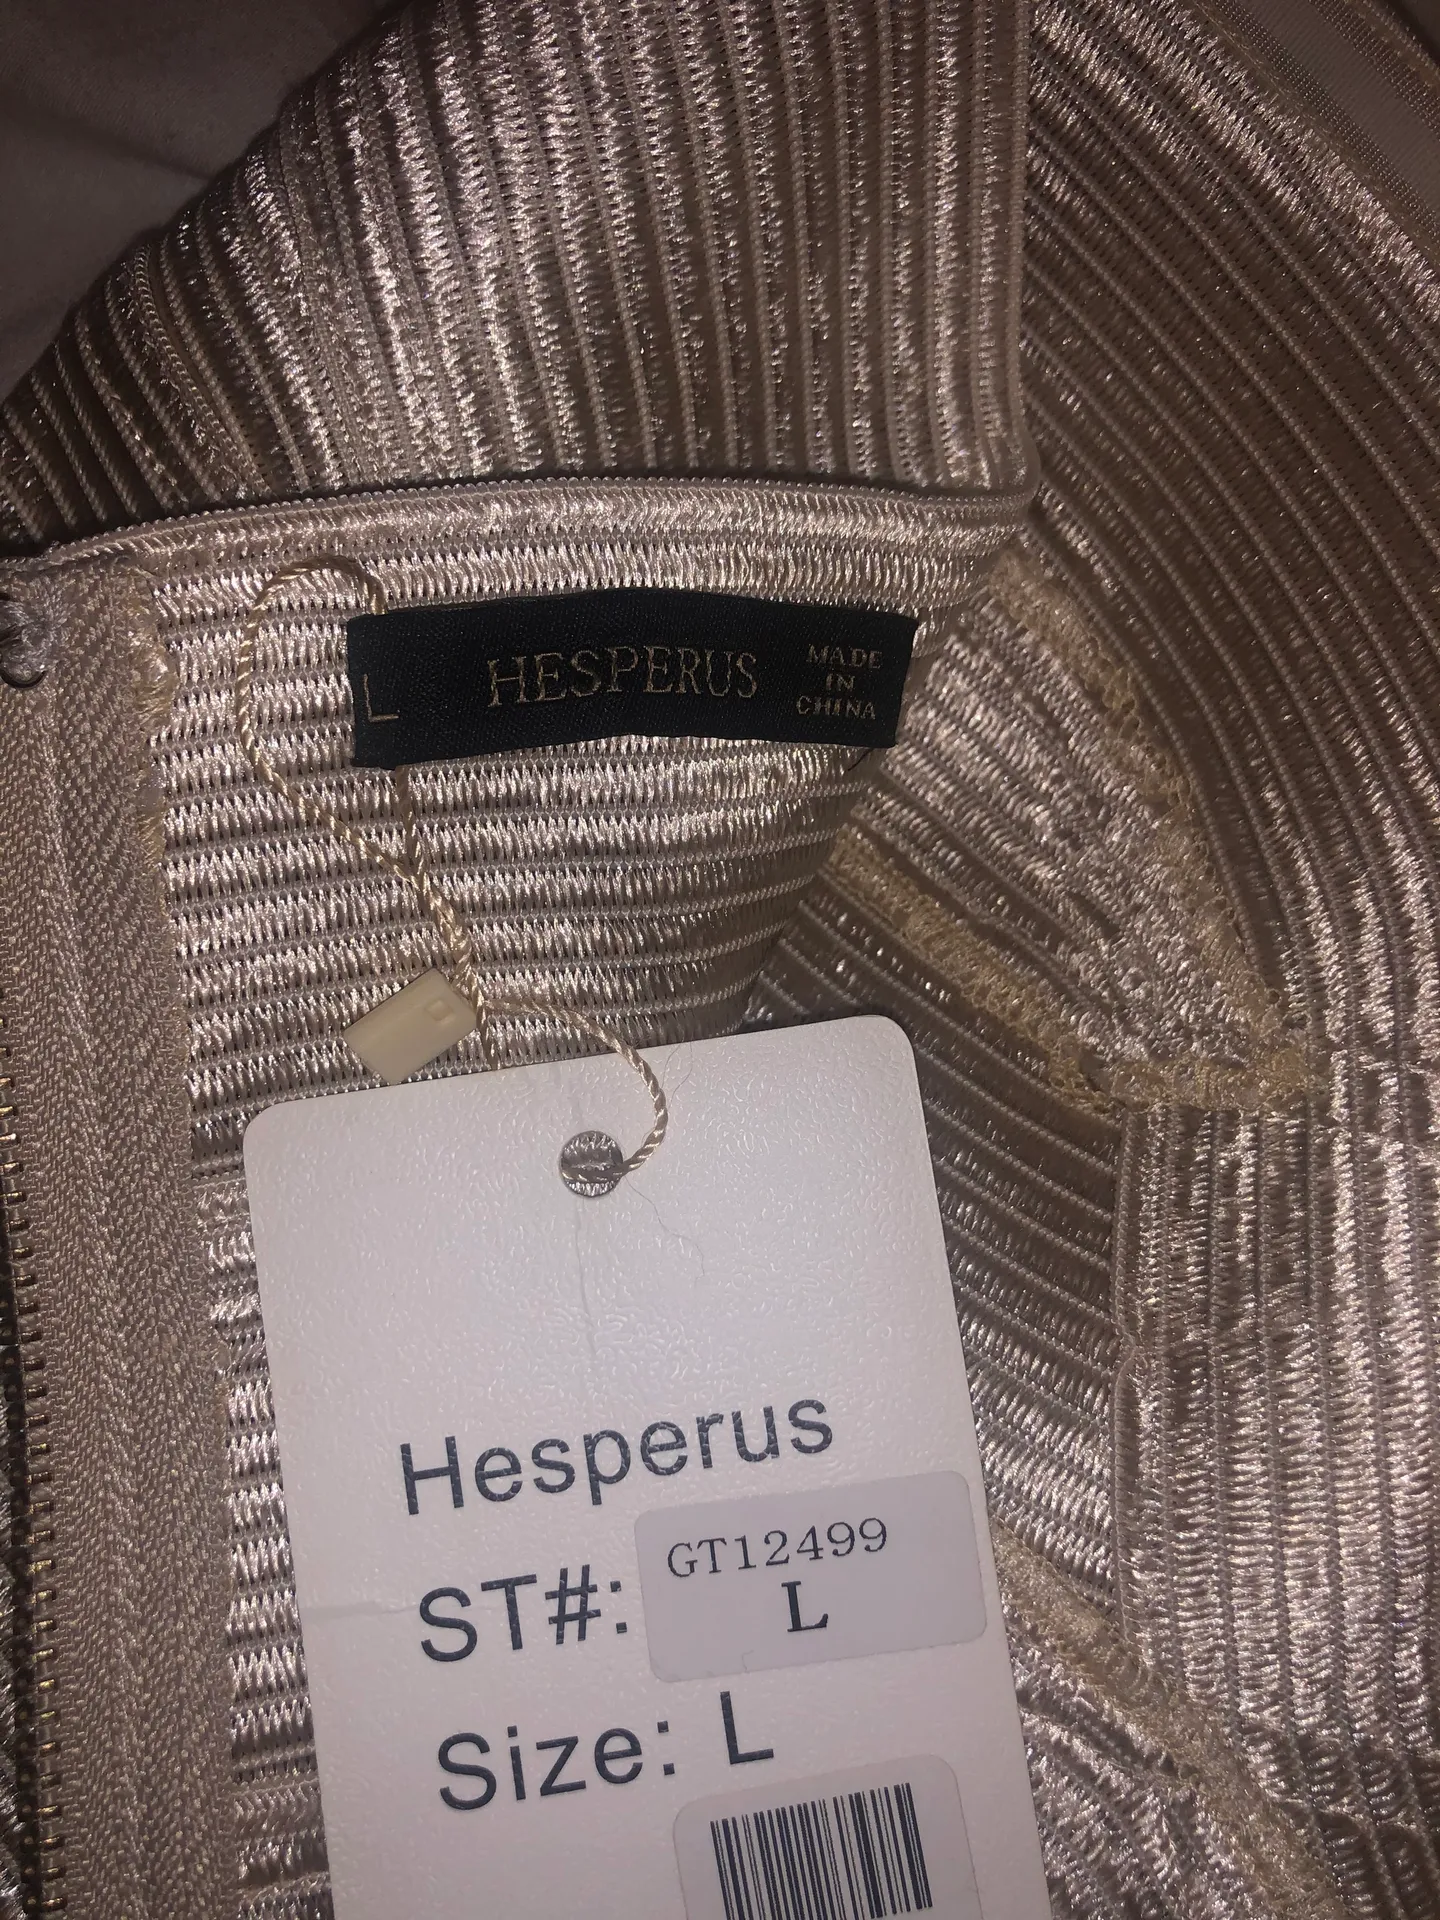 L
HESPERUS
MADE
IN
CHINA
Hesperus
ST#: GT12499
L
Size: L